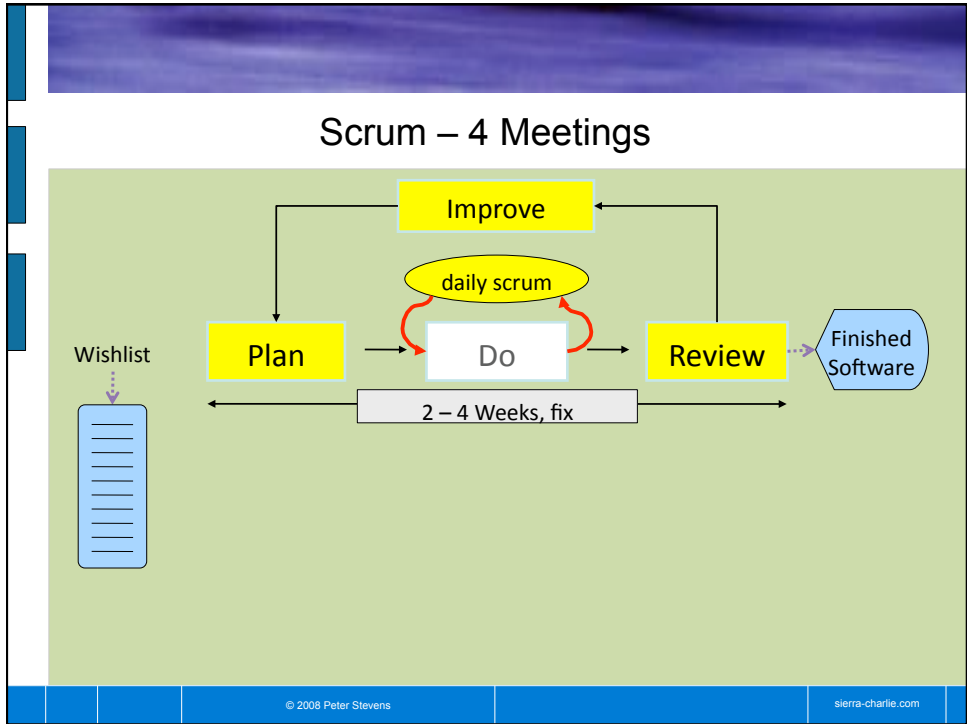 Scrum – 4 Meetings
Improve
daily scrum
Wishlist
Plan
Do
Review
Finished
Software
2 – 4 Weeks, fix
© 2008 Peter Stevens
sierra-charlie.com